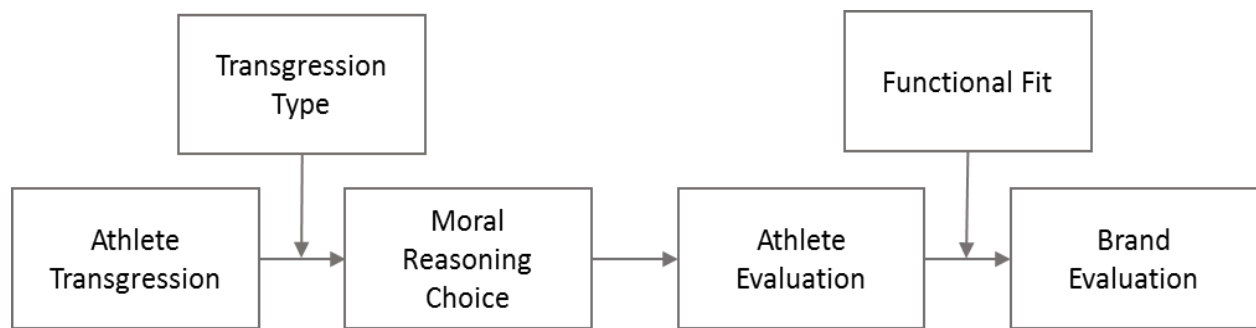 Transgression
Type
Functional Fit
Athlete
Transgression
Moral
Reasoning
Choice
Athlete
Evaluation
Brand
Evaluation